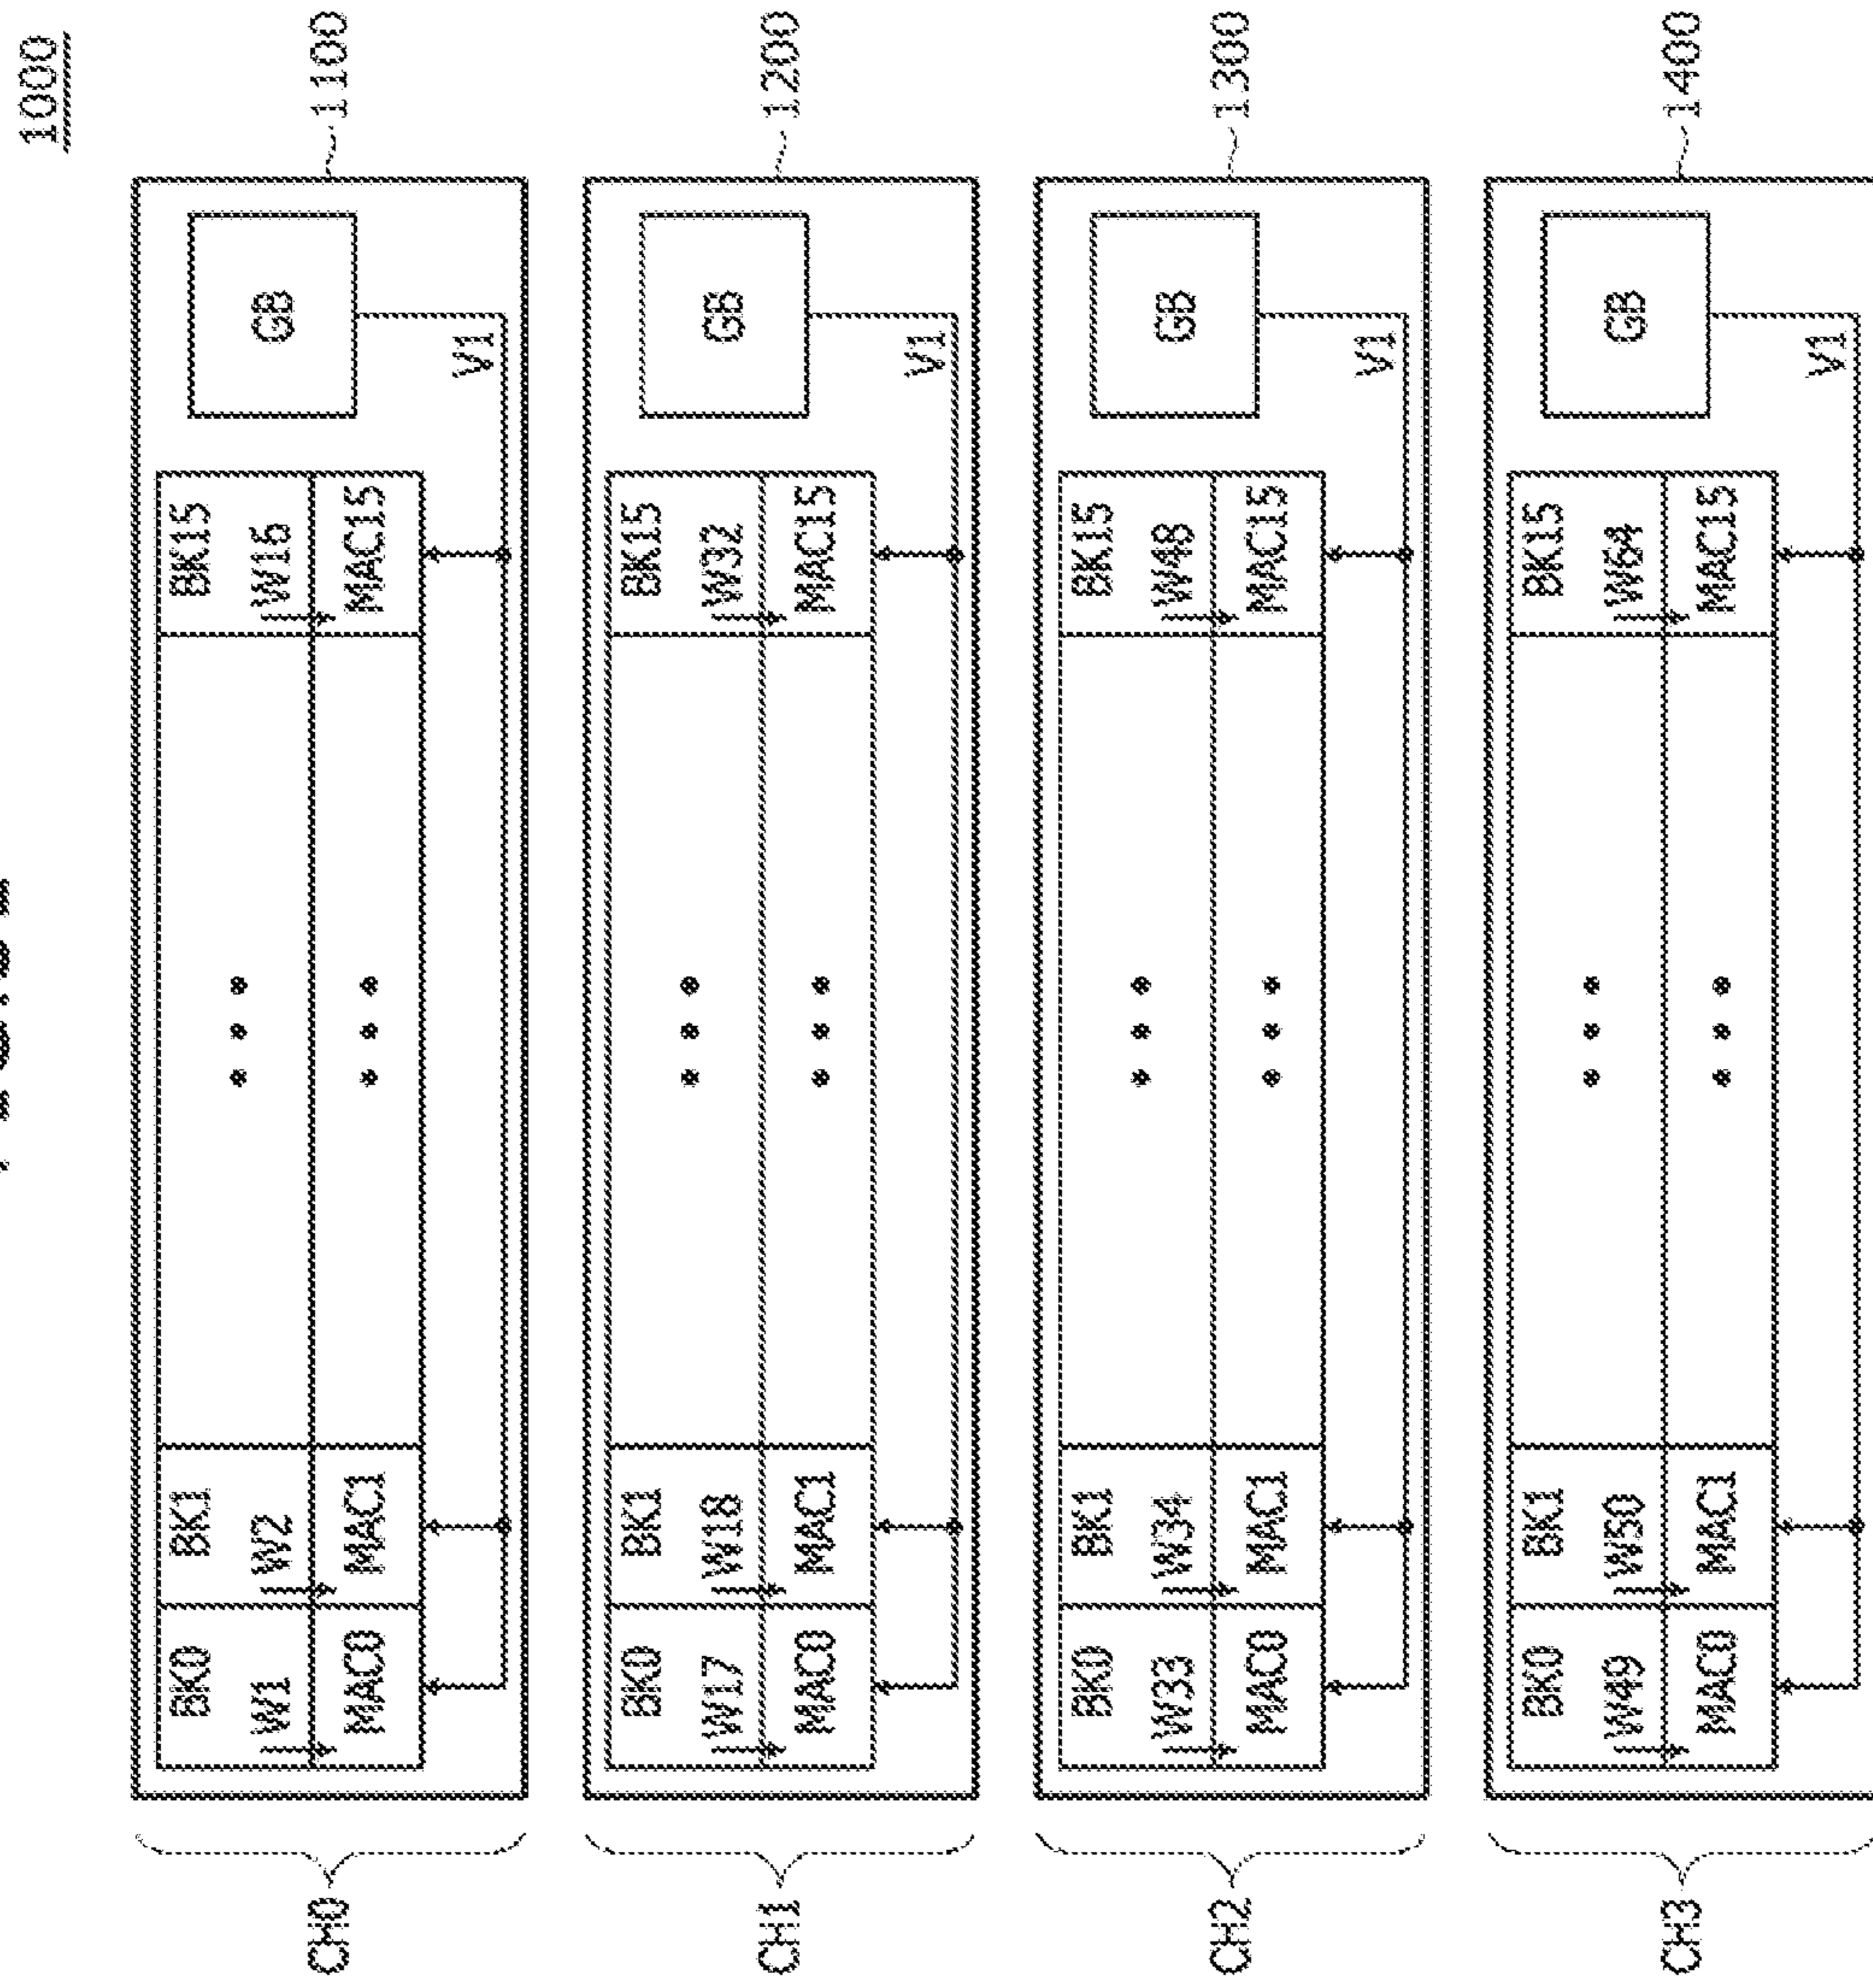 1000
CH0
BK0 BK1 BK15
W1 W2 W16
MAC0 MAC1 MAC15
GB
V1
1100
CH1
BK0 BK1 BK15
W17 W18 W32
MAC0 MAC1 MAC15
GB
V1
1200
CH2
BK0 BK1 BK15
W33 W34 W48
MAC0 MAC1 MAC15
GB
V1
1300
CH3
BK0 BK1 BK15
W49 W50 W64
MAC0 MAC1 MAC15
GB
V1
1400